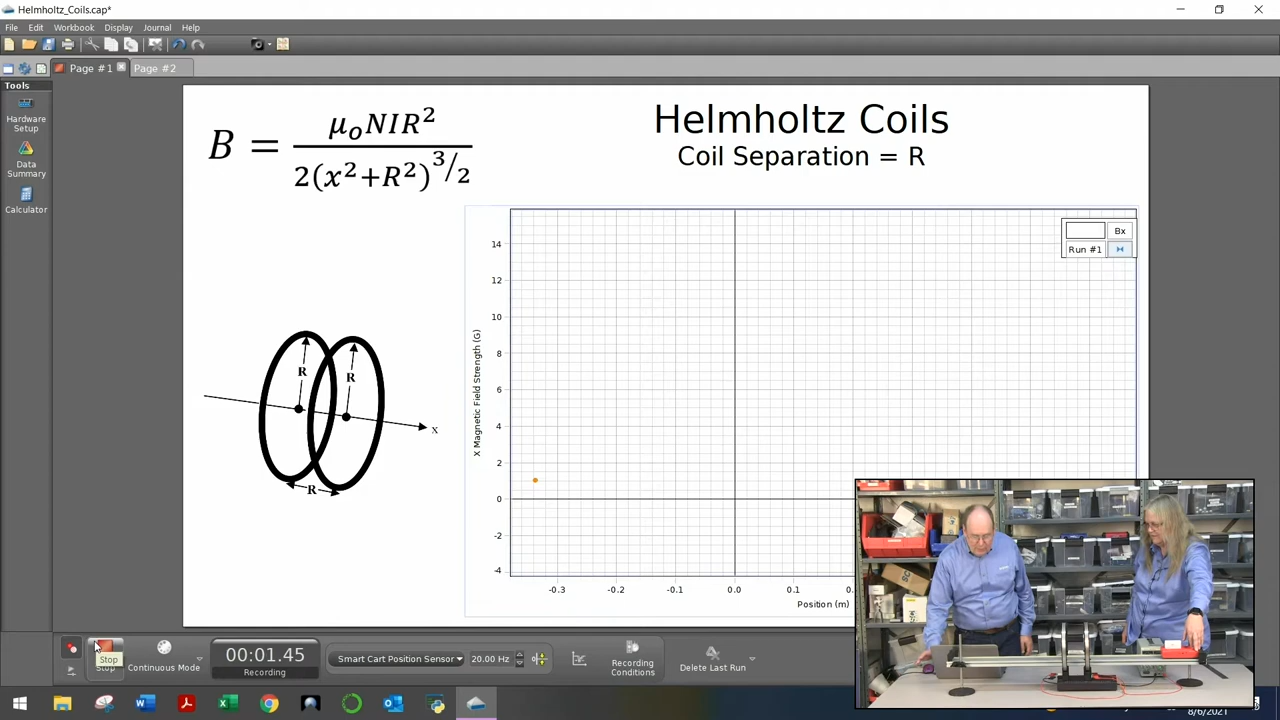 Helmholtz_Coils.cap*
File Edit Workbook Display Journal Help
Page #1 Page #2
Tools
Hardware
Setup
Data
Summary
Calculator
B = μₒNIR² / 2(x²+R²)^3/2
Helmholtz Coils
Coil Separation = R
Bx
Run #1
X Magnetic Field Strength (G)
14
12
10
8
6
4
2
0
-2
-4
-0.3 -0.2 -0.1 0.0 0.1 0.
Position (m)
R R
x
R
Stop
Stop
Continuous Mode
00:01.45
Recording
Smart Cart Position Sensor
20.00 Hz
Recording
Conditions
Delete Last Run
8/6/2021